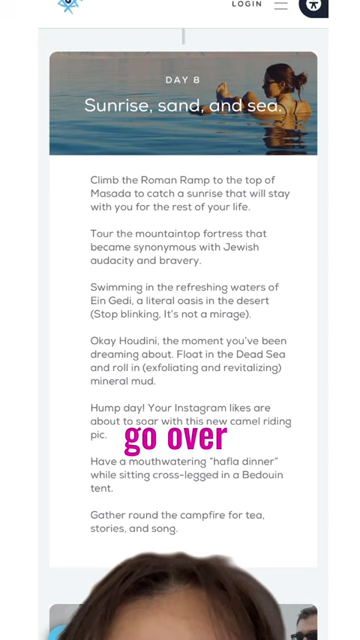 LOGIN
DAY 8
Sunrise, sand, and sea.
Climb the Roman Ramp to the top of
Masada to catch a sunrise that will stay
with you for the rest of your life.
Tour the mountaintop fortress that
became synonymous with Jewish
audacity and bravery.
Swimming in the refreshing waters of
Ein Gedi, a literal oasis in the desert
(Stop blinking, It's not a mirage).
Okay Houdini, the moment you've been
dreaming about. Float in the Dead Sea
and roll in (exfoliating and revitalizing)
mineral mud.
Hump day! Your Instagram likes are
about to soar with this new camel riding
pic.
go over
Have a mouthwatering "hafla dinner"
while sitting cross-legged in a Bedouin
tent.
Gather round the campfire for tea,
stories, and song.